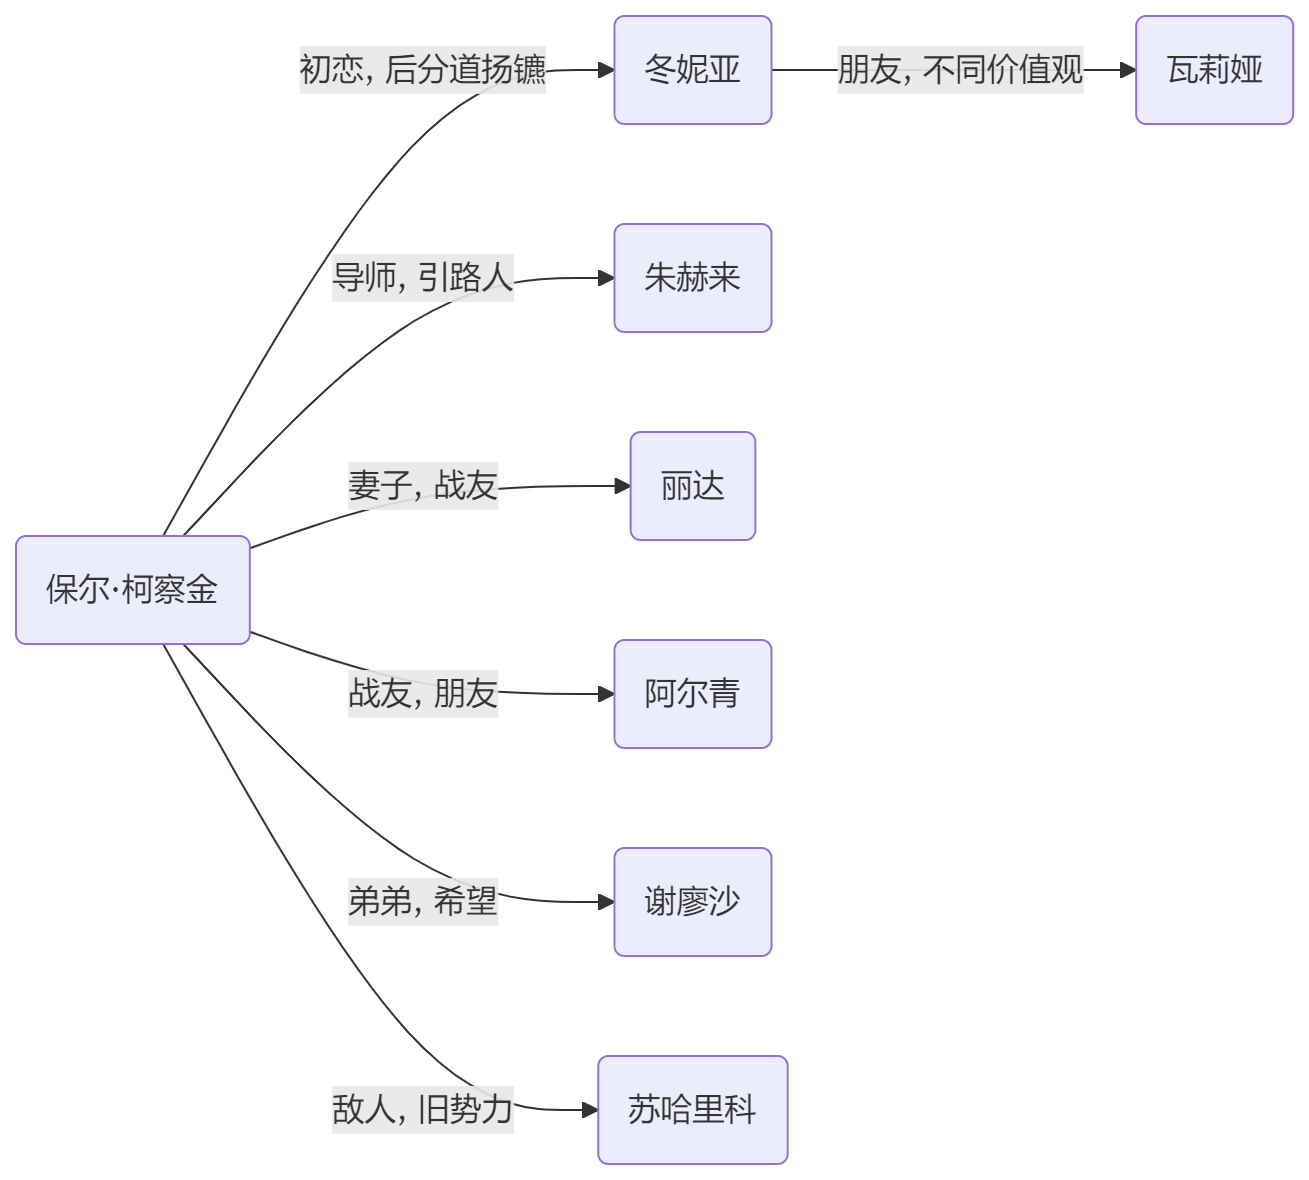 初恋, 后分道扬镳
冬妮亚
朋友, 不同价值观
瓦莉娅
导师, 引路人
朱赫来
妻子, 战友
丽达
保尔·柯察金
战友, 朋友
阿尔青
弟弟, 希望
谢廖沙
敌人, 旧势力
苏哈里科